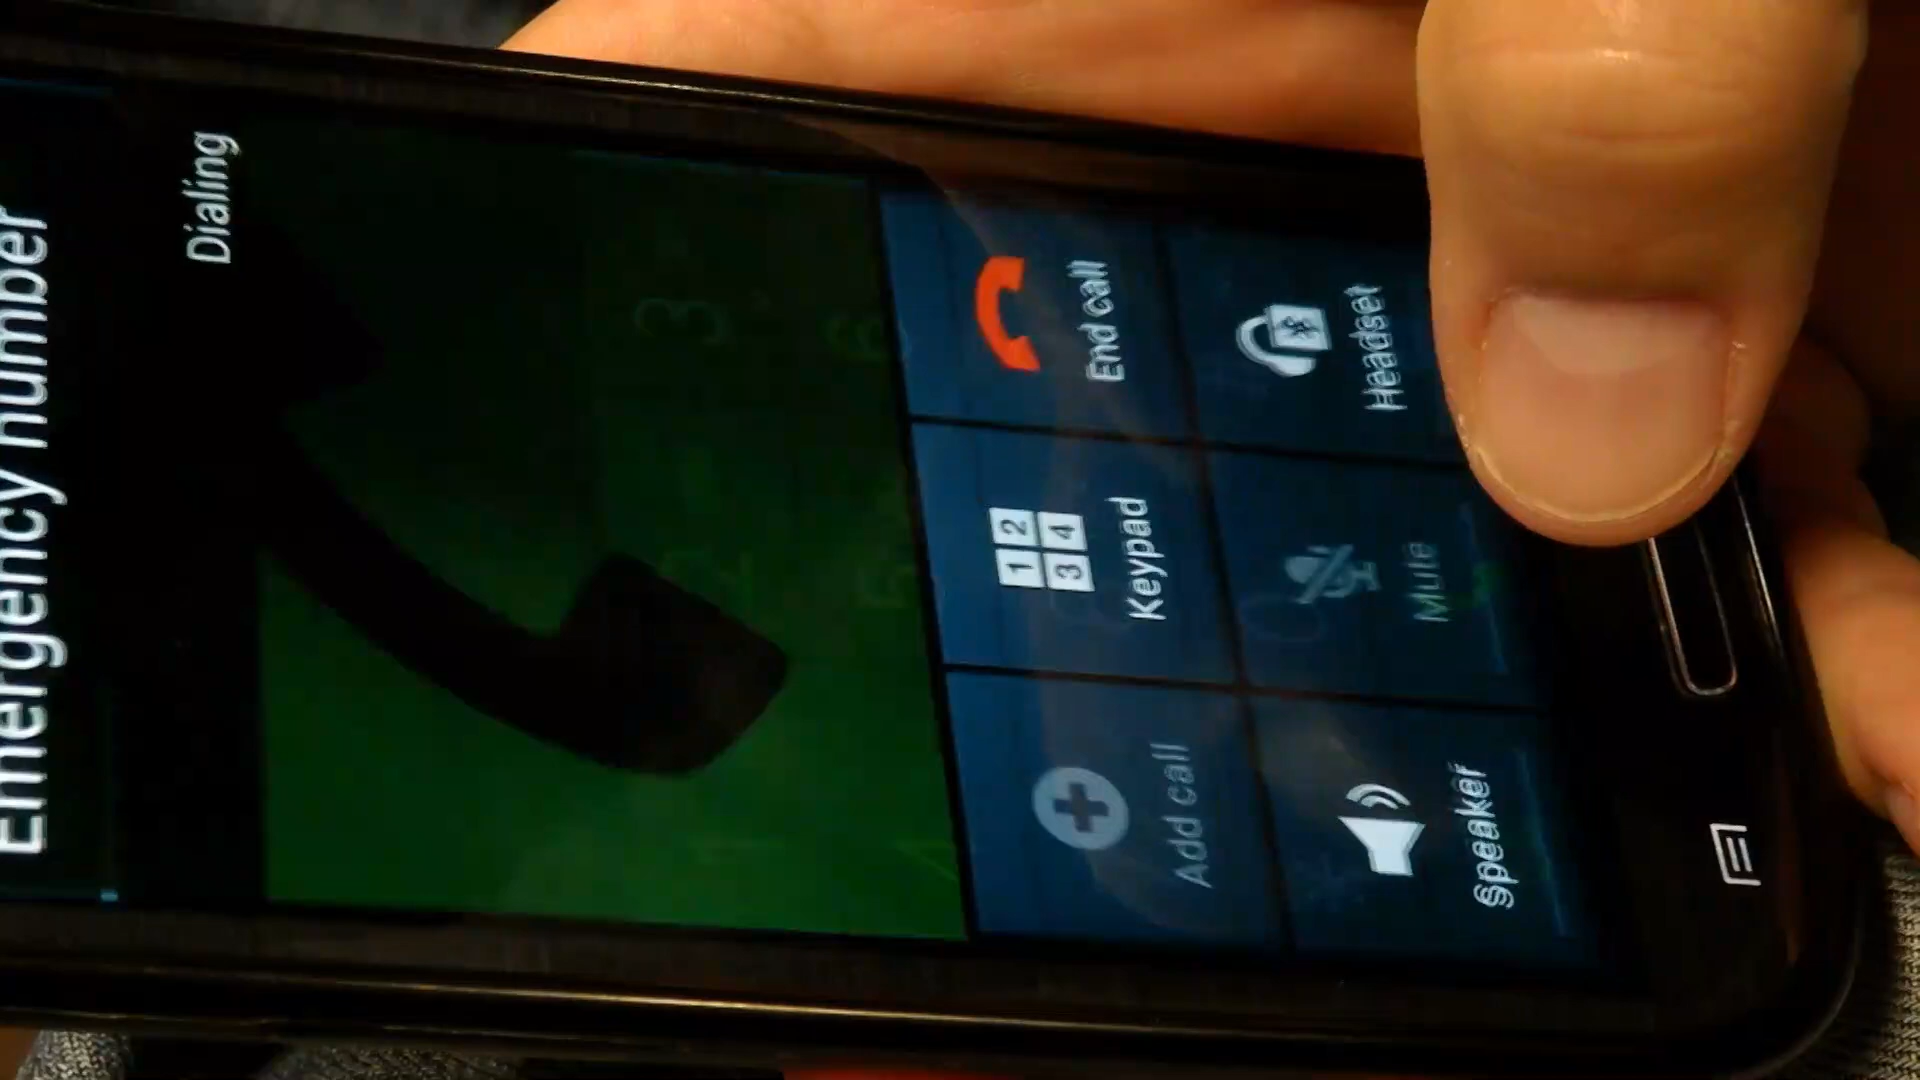 Emergency number
Dialing
Add call
1 2
3 4
Keypad
End call
Speaker
Mute
Headset